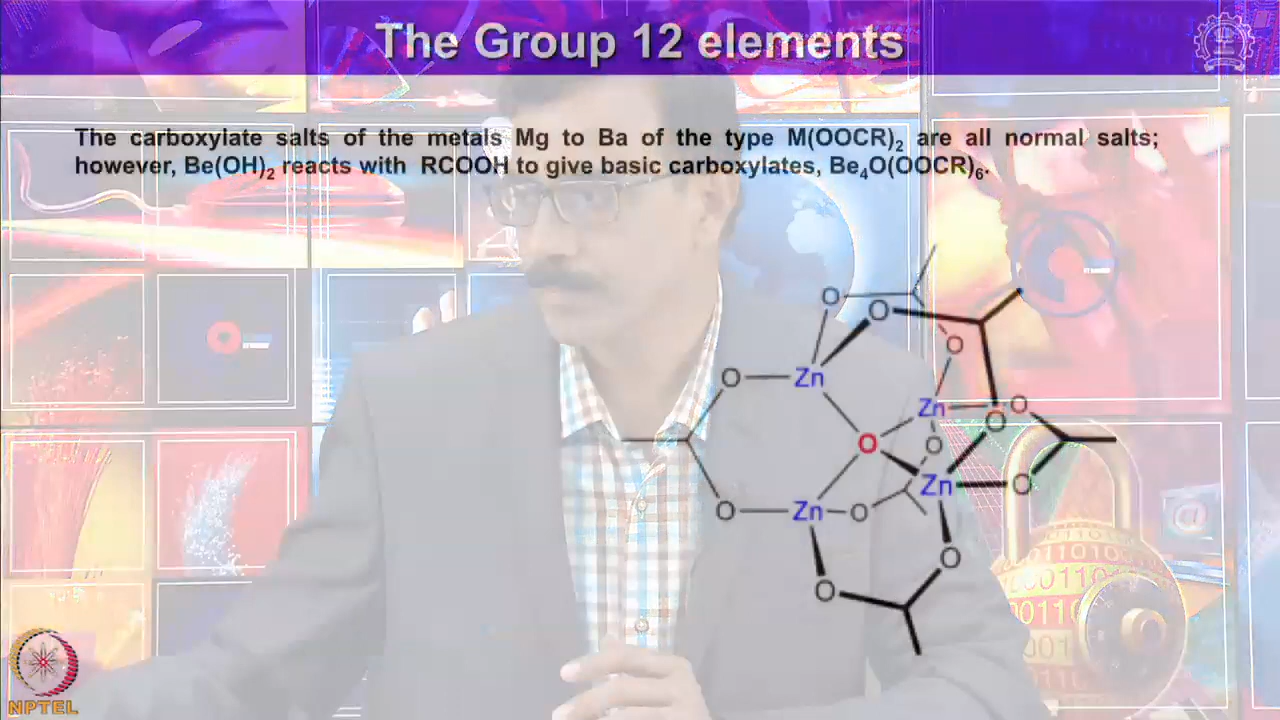 The Group 12 elements
The carboxylate salts of the metals Mg to Ba of the type M(OOCR)₂ are all normal salts;
however, Be(OH)₂ reacts with RCOOH to give basic carboxylates, Be₄O(OOCR)₆.
O
O
O
O Zn
Zn O
O
O
O
Zn O
O Zn O
O
O
NPTEL